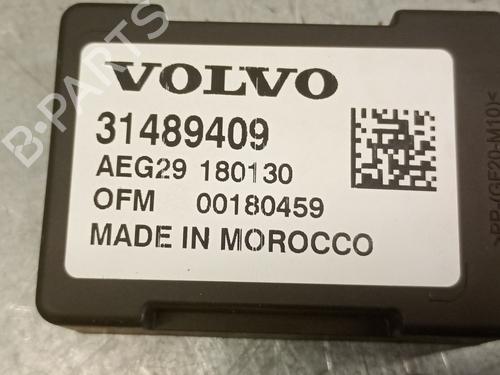 VOLVO
31489409
AEG29 180130
OFM 00180459
MADE IN MOROCCO
B-PARTS